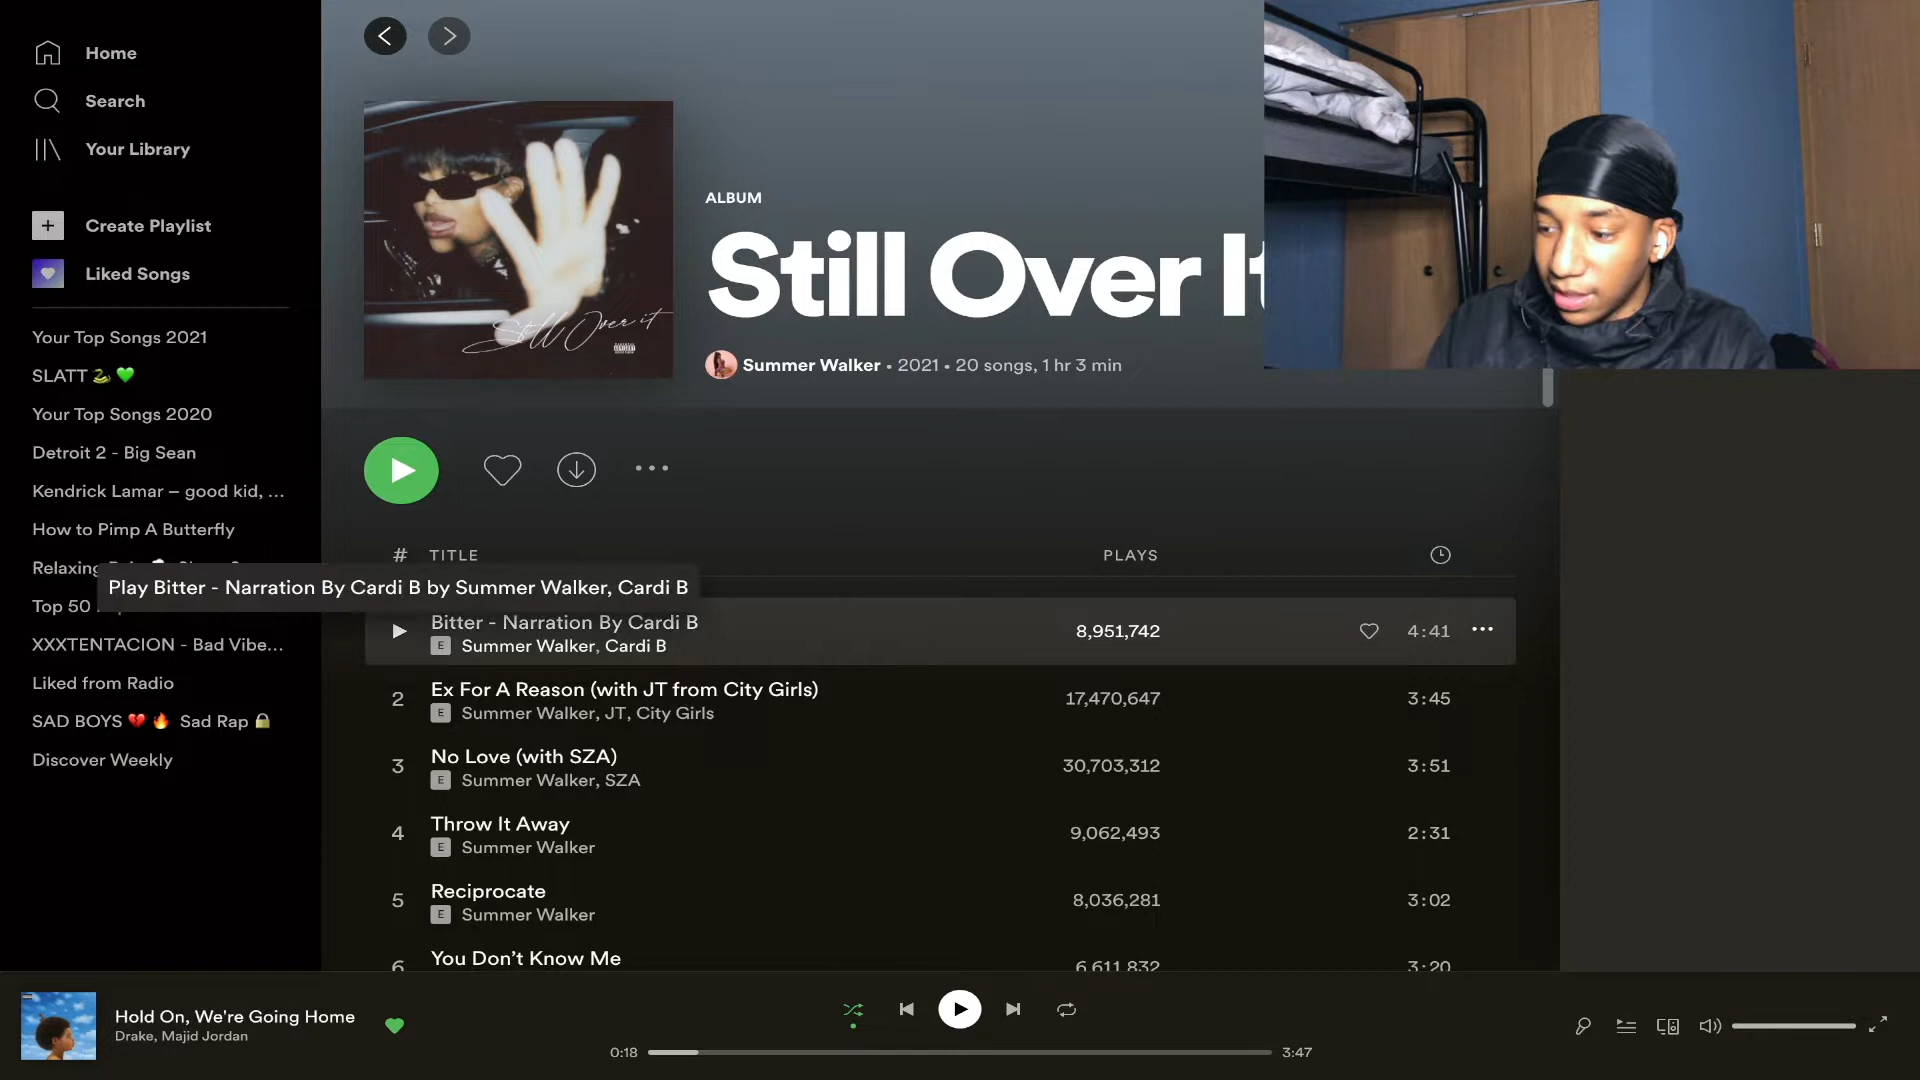 Home
Search
Your Library
Create Playlist
Liked Songs
Your Top Songs 2021
SLATT 🐍 💚
Your Top Songs 2020
Detroit 2 - Big Sean
Kendrick Lamar – good kid, ...
How to Pimp A Butterfly
Relaxing
Top 50
XXXTENTACION - Bad Vibe...
Liked from Radio
SAD BOYS 💔 🔥 Sad Rap 🔒
Discover Weekly
Still Over it
ALBUM
Still Over It
Summer Walker • 2021 • 20 songs, 1 hr 3 min
# TITLE PLAYS
Play Bitter - Narration By Cardi B by Summer Walker, Cardi B
Bitter - Narration By Cardi B 8,951,742 4:41
E Summer Walker, Cardi B
2 Ex For A Reason (with JT from City Girls) 17,470,647 3:45
E Summer Walker, JT, City Girls
3 No Love (with SZA) 30,703,312 3:51
E Summer Walker, SZA
4 Throw It Away 9,062,493 2:31
E Summer Walker
5 Reciprocate 8,036,281 3:02
E Summer Walker
6 You Don't Know Me 6,611,832 3:20
Hold On, We're Going Home
Drake, Majid Jordan
0:18 3:47